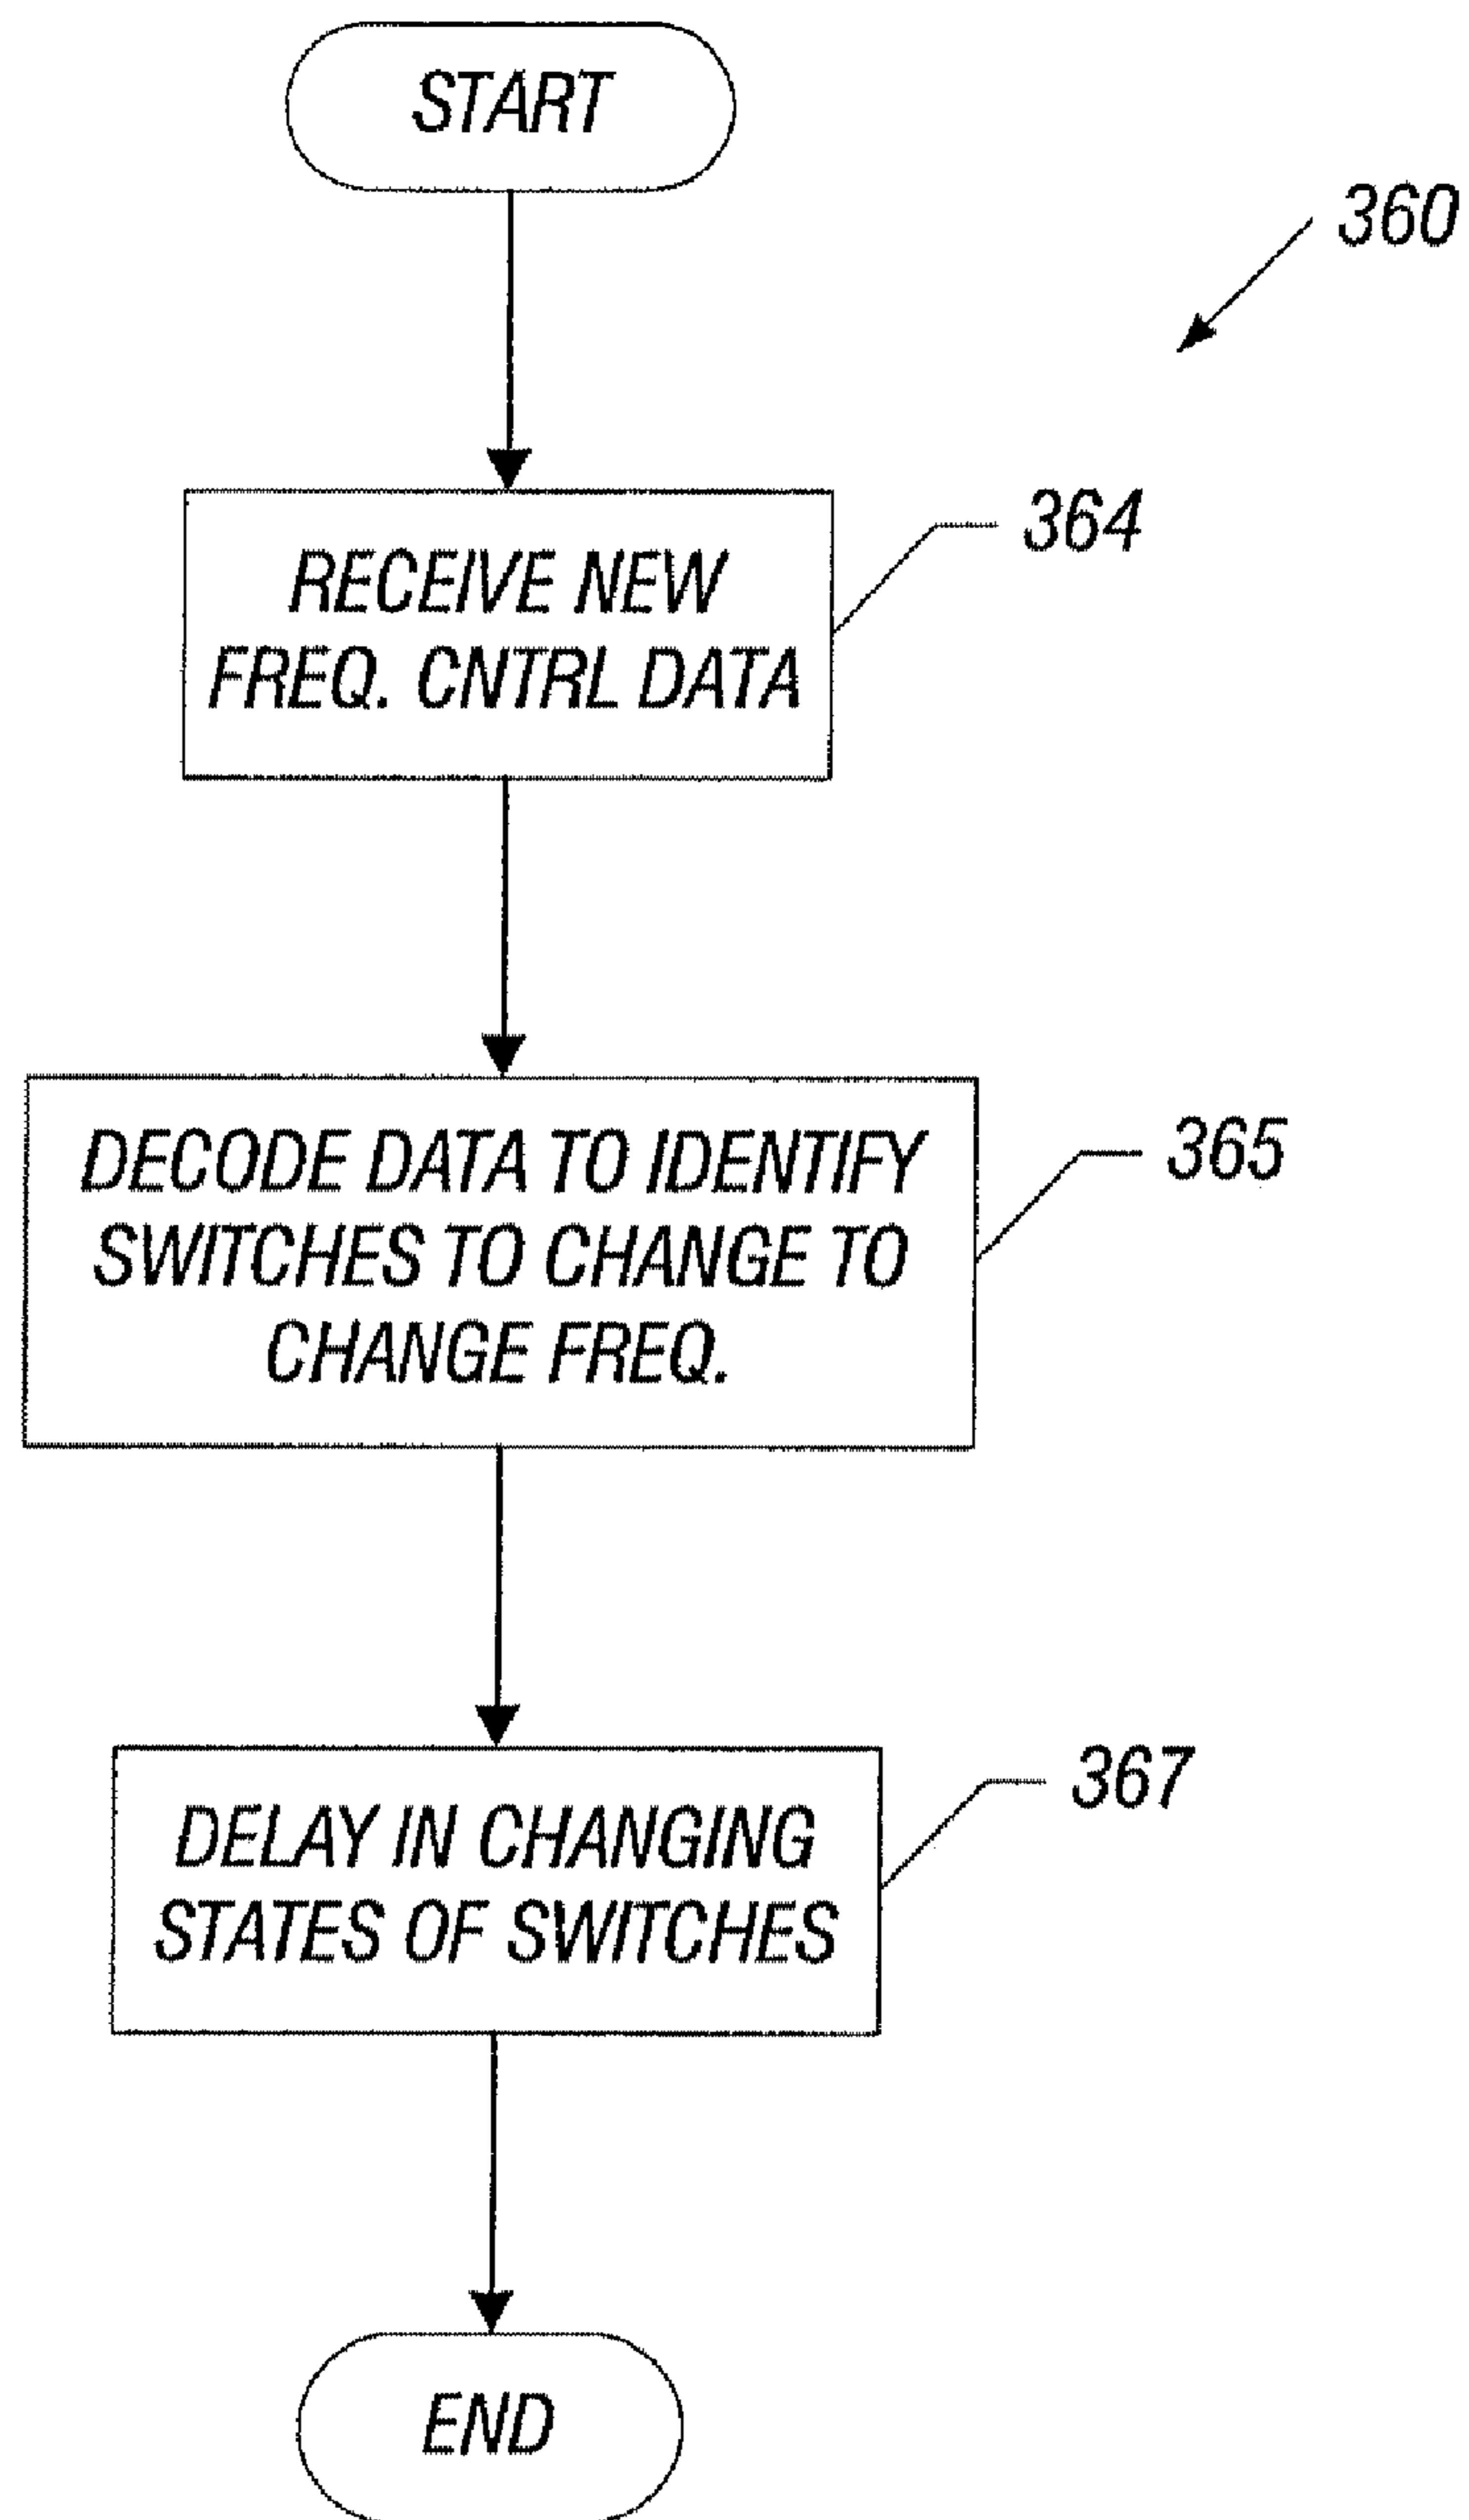 START
360
RECEIVE NEW
FREQ. CNTRL DATA
364
DECODE DATA TO IDENTIFY
SWITCHES TO CHANGE TO
CHANGE FREQ.
365
DELAY IN CHANGING
STATES OF SWITCHES
367
END